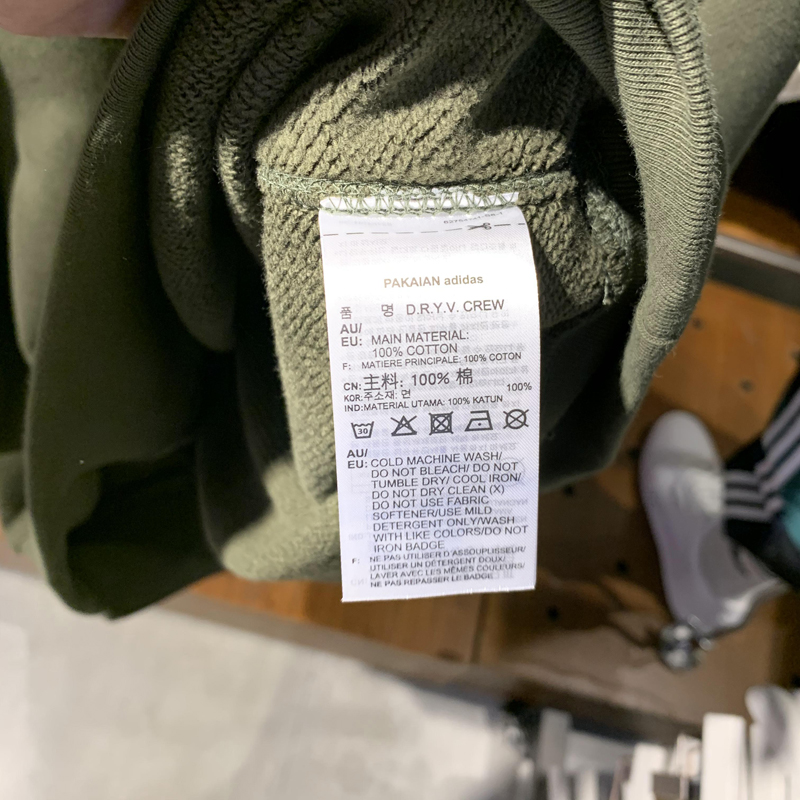 PAKAIAN adidas
품 명 D.R.Y.V. CREW
AU/
EU: MAIN MATERIAL:
100% COTTON
F: MATIERE PRINCIPALE: 100% COTON
CN: 主料: 100% 棉
KOR: 주소재: 면 100%
IND: MATERIAL UTAMA: 100% KATUN
30
AU/
EU: COLD MACHINE WASH/
DO NOT BLEACH/ DO NOT
TUMBLE DRY/ COOL IRON/
DO NOT DRY CLEAN (X)
DO NOT USE FABRIC
SOFTENER/USE MILD
DETERGENT ONLY/WASH
WITH LIKE COLORS/DO NOT
IRON BADGE
F: NE PAS UTILISER D ASSOUPLISSEUR/
UTILISER UN DÉTERGENT DOUX/
LAVER AVEC LES MÊMES COULEURS/
NE PAS REPASSER LE BADGE